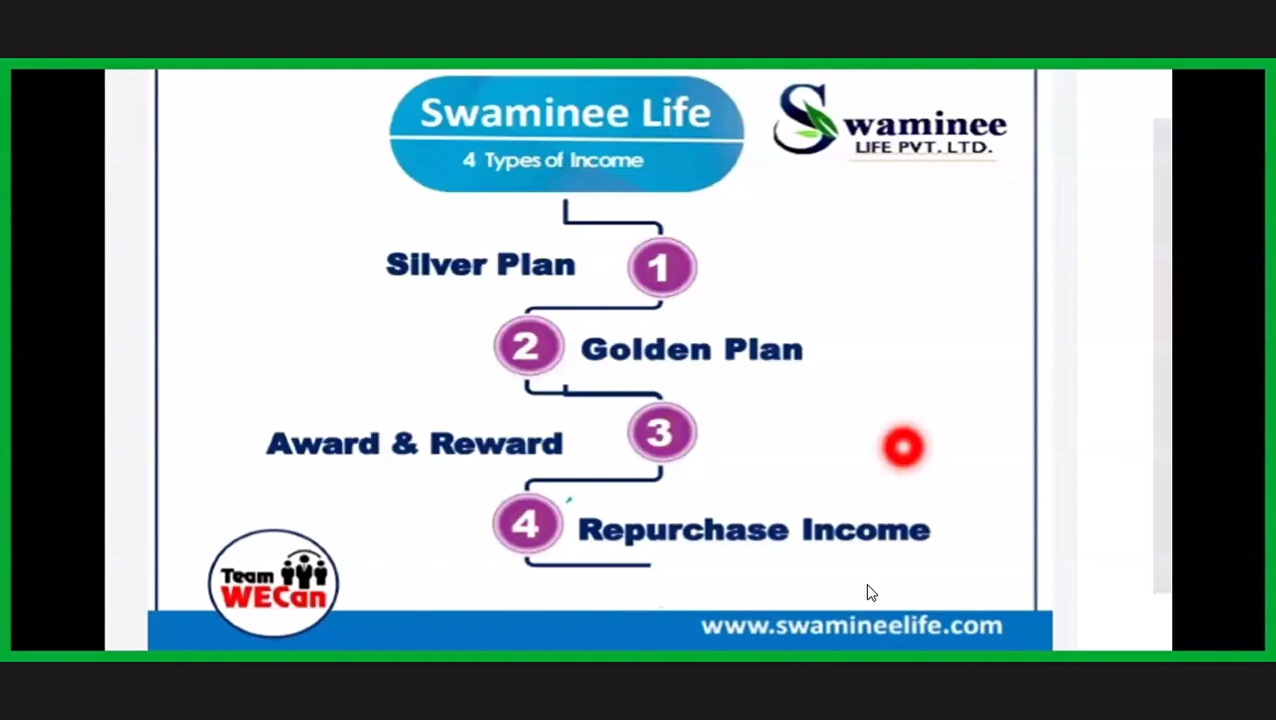 Swaminee Life
4 Types of Income
Swaminee
LIFE PVT. LTD.
Silver Plan
1
2
Golden Plan
Award & Reward
3
4
Repurchase Income
Team
WECan
www.swamineelife.com